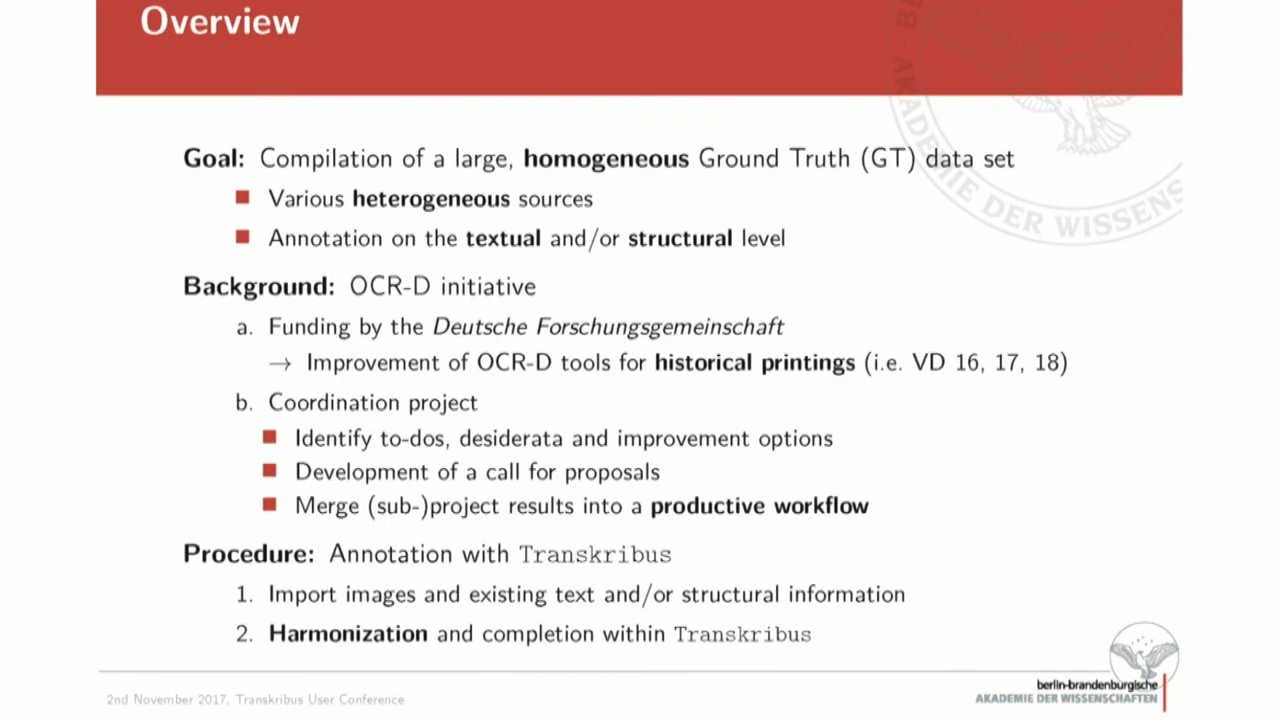 Overview
Goal: Compilation of a large, homogeneous Ground Truth (GT) data set
Various heterogeneous sources
Annotation on the textual and/or structural level
Background: OCR-D initiative
a. Funding by the Deutsche Forschungsgemeinschaft
→ Improvement of OCR-D tools for historical printings (i.e. VD 16, 17, 18)
b. Coordination project
Identify to-dos, desiderata and improvement options
Development of a call for proposals
Merge (sub-)project results into a productive workflow
Procedure: Annotation with Transkribus
1. Import images and existing text and/or structural information
2. Harmonization and completion within Transkribus
2nd November 2017, Transkribus User Conference
berlin-brandenburgische
AKADEMIE DER WISSENSCHAFTEN
DER WISSENS